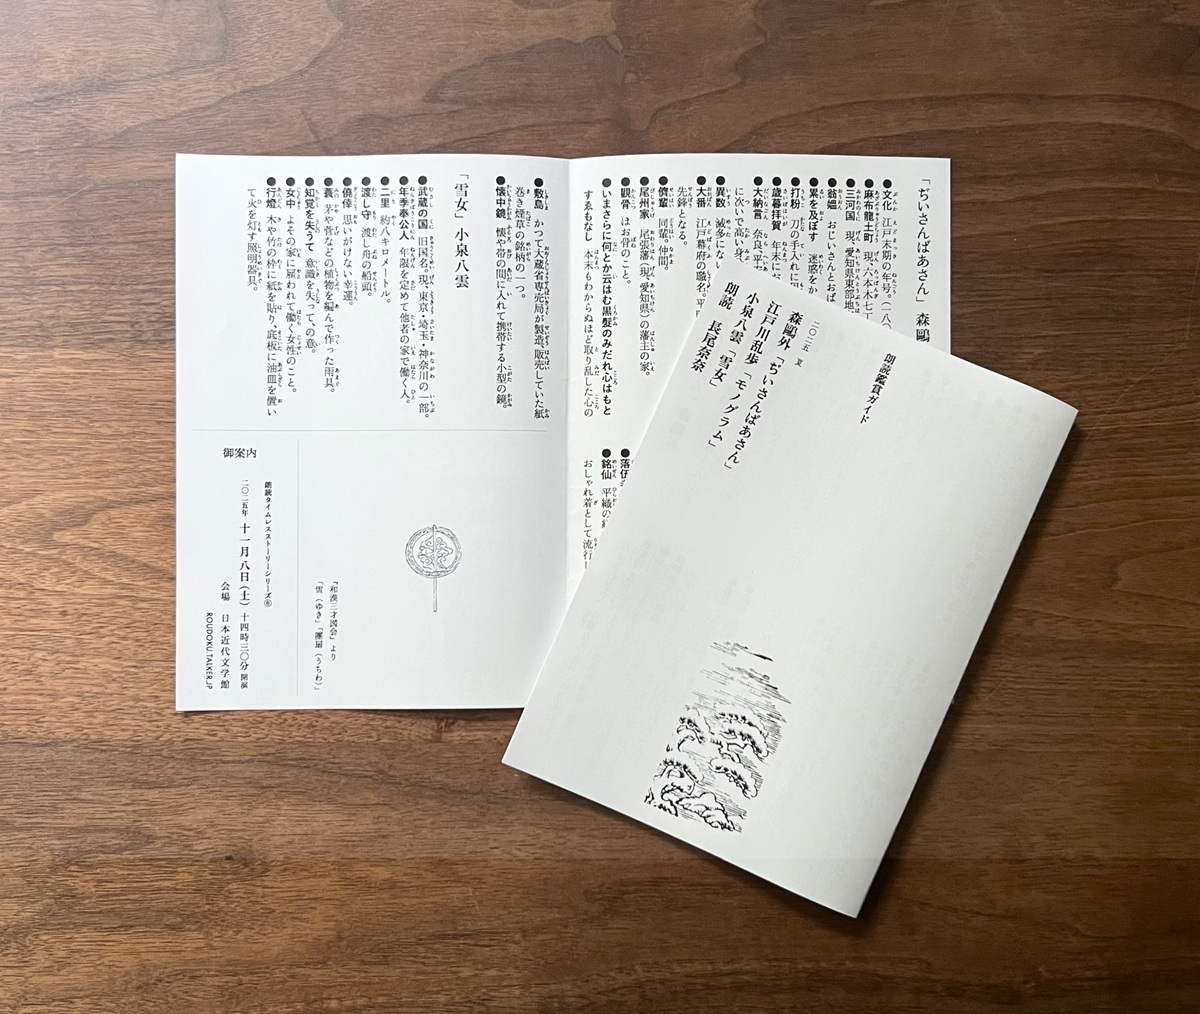 「ぢいさんばあさん」 森鷗
●文化 江戸末期の年号。(一八〇
●麻布龍土町 現、六本木七丁
●三河国 現、愛知県東部地
●翁媼 おじいさんとおば
●累を及ぼす 迷惑をか
●打粉 刀の手入れに
●歳暮拝賀 年末にお
●大納言 奈良、平安
に次いで高い身
●異数 滅多にない
●大番 江戸幕府の職名。平
先鋒となる。
●儕輩 同輩。仲間。
●尾州家 尾張藩(現、愛知県)の藩主の家。
●観骨 ほお骨のこと。
●いまさらに何とか云はむ黒髪のみだれ心はもと
すゑもなし 本末もわからぬほど取り乱した心の
●落伍
●銘仙 平織の
おしゃれ着として流行し
●敷島 かつて大蔵省専売局が製造、販売していた紙
巻き煙草の銘柄の一つ。
●懐中鏡 懐や帯の間に入れて携帯する小型の鏡。
「雪女」 小泉八雲
●武蔵の国 旧国名。現、東京・埼玉・神奈川の一部。
●年季奉公人 年限を定めて他者の家で働く人。
●二里 約八キロメートル。
●渡し守 渡し舟の船頭。
●僥倖 思いがけない幸運。
●蓑 茅や菅などの植物を編んで作った雨具。
●知覚を失うて 意識を失って、の意。
●女中 よその家に雇われて働く女性のこと。
●行燈 木や竹の枠に紙を貼り、底板に油皿を置い
て火を灯す照明器具。
『和漢三才図会』より
「雪(ゆき)」「團扇(うちわ)」
御案内
朗読タイムレスストーリーシリーズ⑧
二〇二五年 十一月八日(土) 十四時三〇分 開演
会場 日本近代文学館
ROUDOKU.TALKER.JP
朗読鑑賞ガイド
二〇二五 夏
森鷗外「ぢいさんばあさん」
江戸川乱歩「モノグラム」
小泉八雲「雪女」
朗読 長尾奈奈